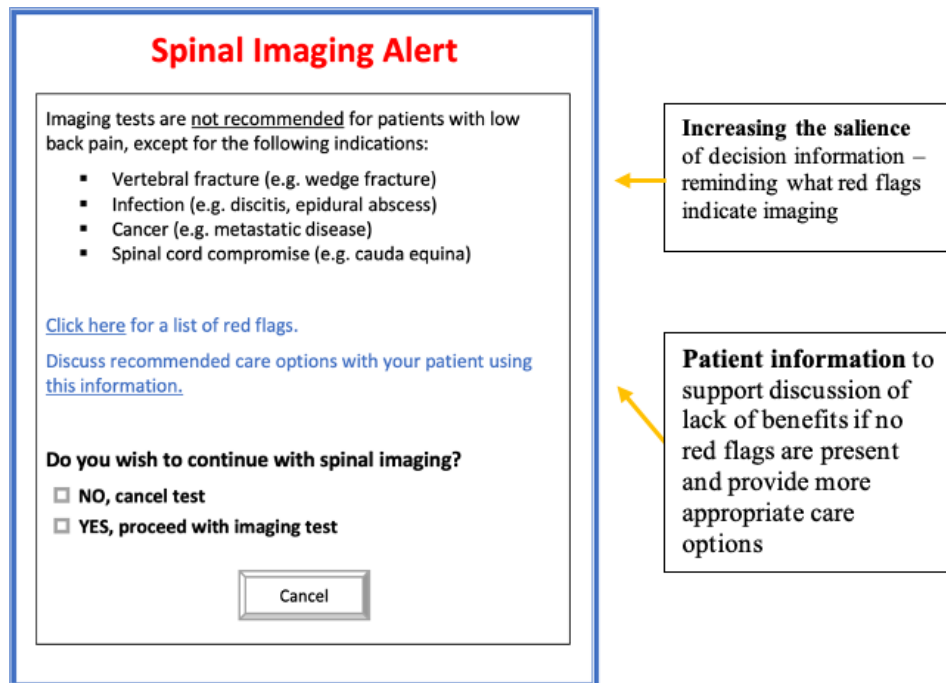 Spinal Imaging Alert
Imaging tests are not recommended for patients with low
back pain, except for the following indications:
▪ Vertebral fracture (e.g. wedge fracture)
▪ Infection (e.g. discitis, epidural abscess)
▪ Cancer (e.g. metastatic disease)
▪ Spinal cord compromise (e.g. cauda equina)
Click here for a list of red flags.
Discuss recommended care options with your patient using
this information.
Do you wish to continue with spinal imaging?
NO, cancel test
YES, proceed with imaging test
Cancel
Increasing the salience
of decision information –
reminding what red flags
indicate imaging
Patient information to
support discussion of
lack of benefits if no
red flags are present
and provide more
appropriate care
options